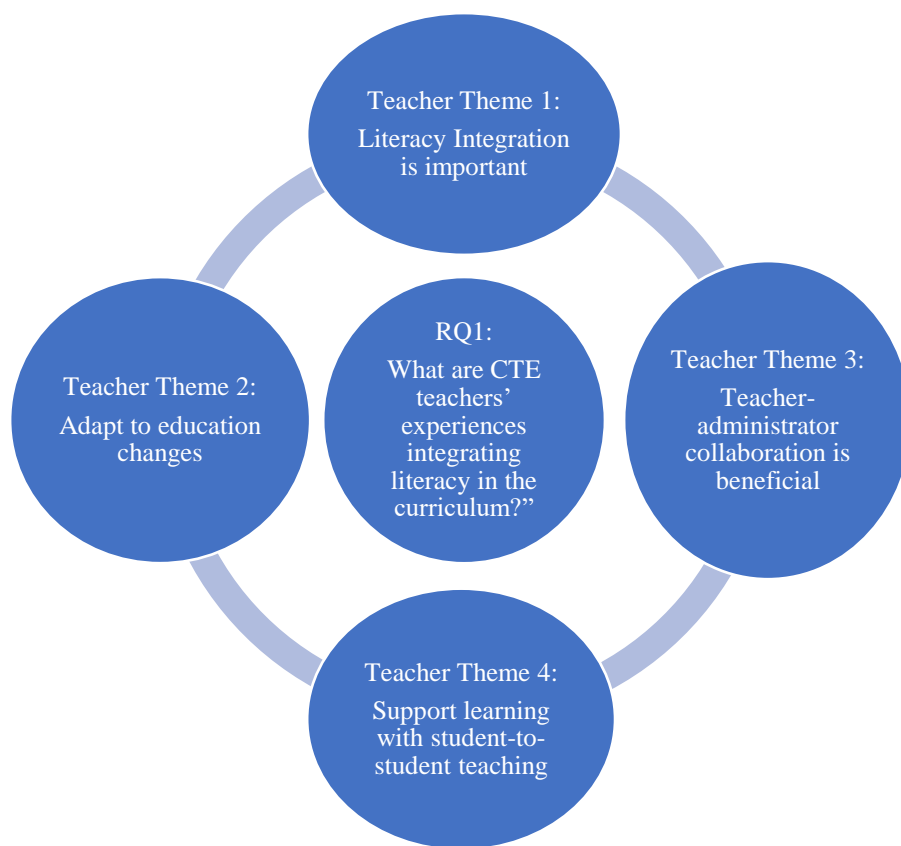 Teacher Theme 1:
Literacy Integration
is important
Teacher Theme 2:
Adapt to education
changes
RQ1:
What are CTE
teachers’
experiences
integrating
literacy in the
curriculum?”
Teacher Theme 3:
Teacher-
administrator
collaboration is
beneficial
Teacher Theme 4:
Support learning
with student-to-
student teaching